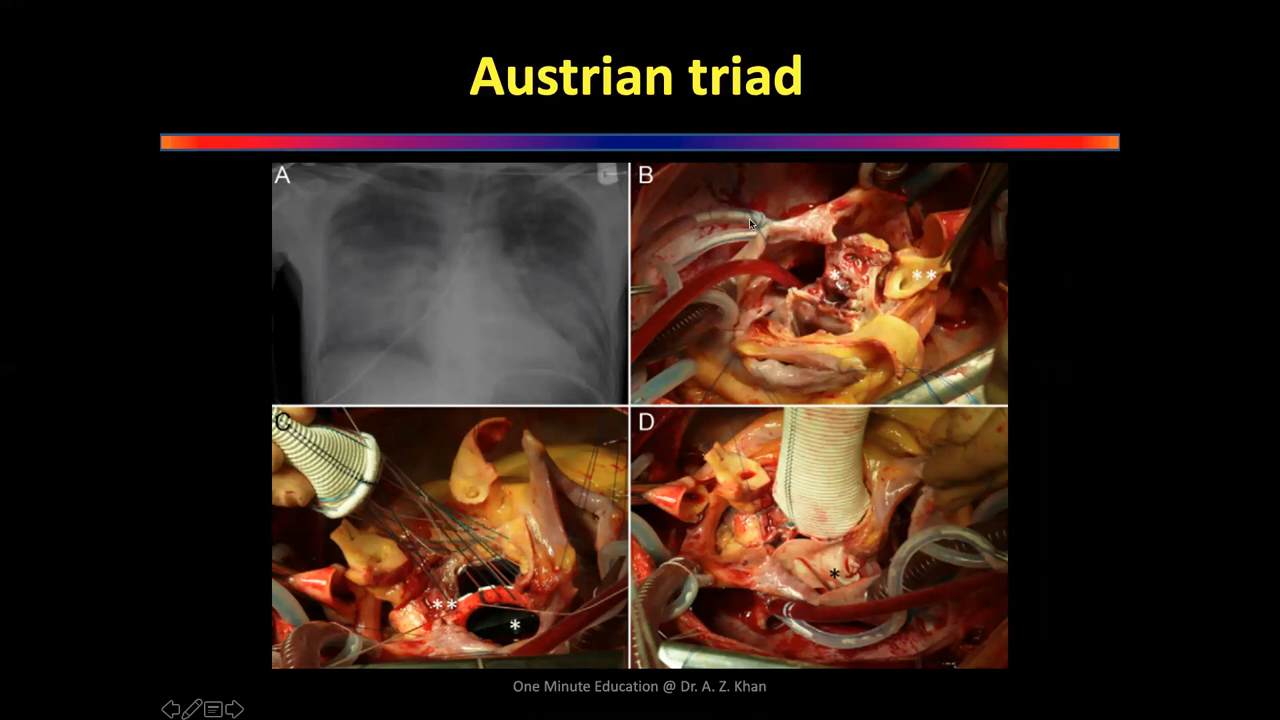 Austrian triad
A
B
*
**
C
**
*
D
*
One Minute Education @ Dr. A. Z. Khan